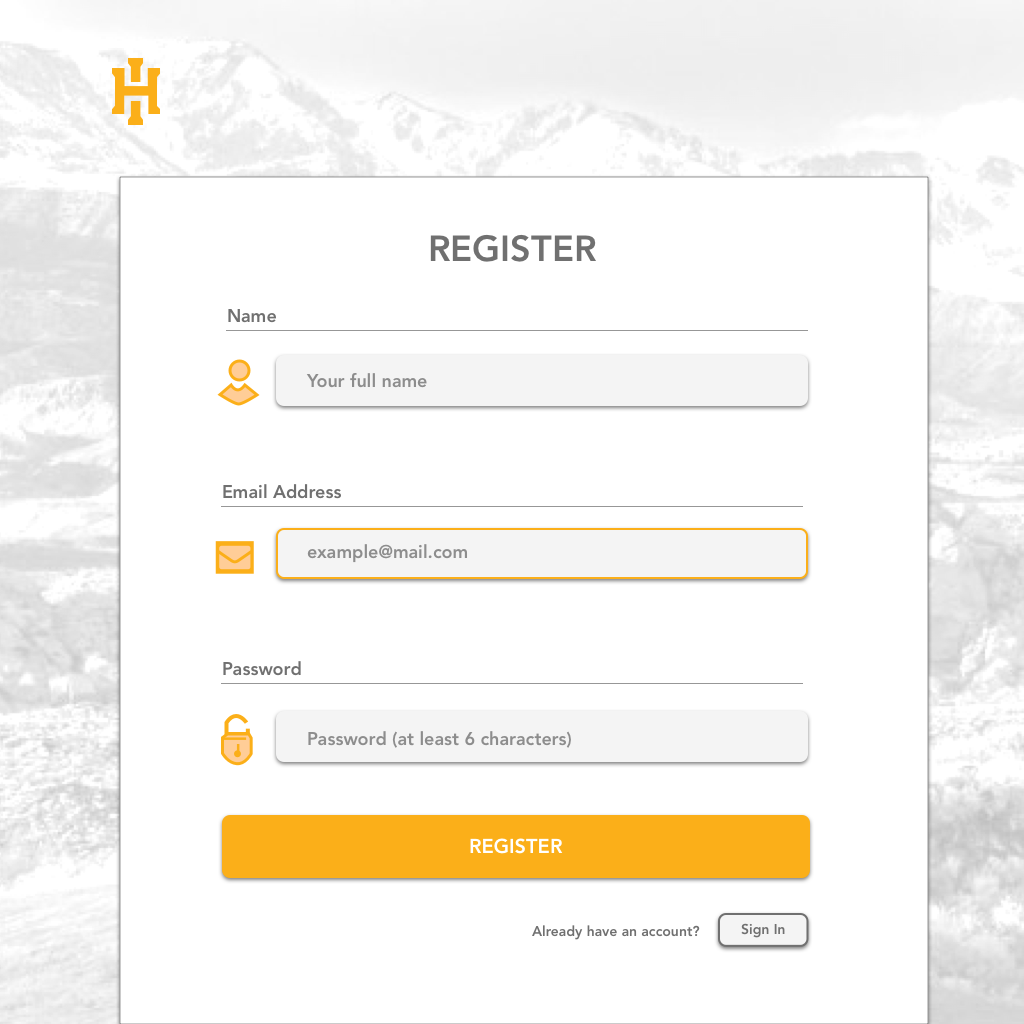 REGISTER
Name
Your full name
Email Address
example@mail.com
Password
Password (at least 6 characters)
REGISTER
Already have an account? Sign In